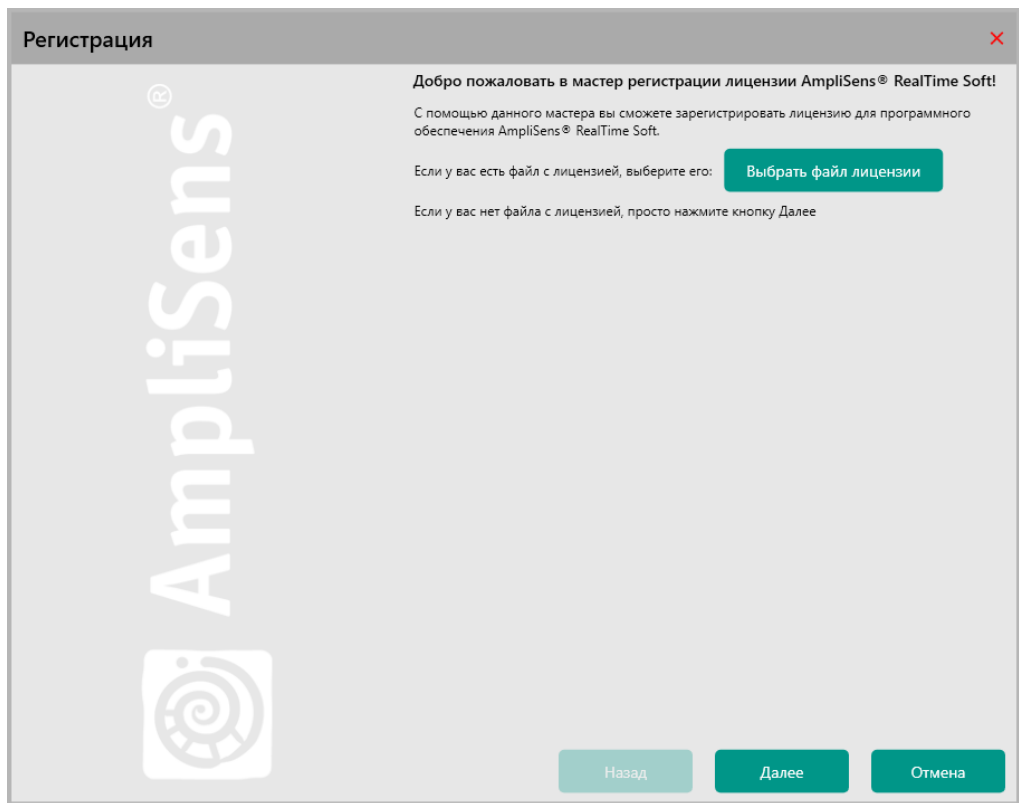 Регистрация
Добро пожаловать в мастер регистрации лицензии AmpliSens® RealTime Soft!
С помощью данного мастера вы сможете зарегистрировать лицензию для программного
обеспечения AmpliSens® RealTime Soft.
Если у вас есть файл с лицензией, выберите его: Выбрать файл лицензии
Если у вас нет файла с лицензией, просто нажмите кнопку Далее
AmpliSens®
Назад Далее Отмена